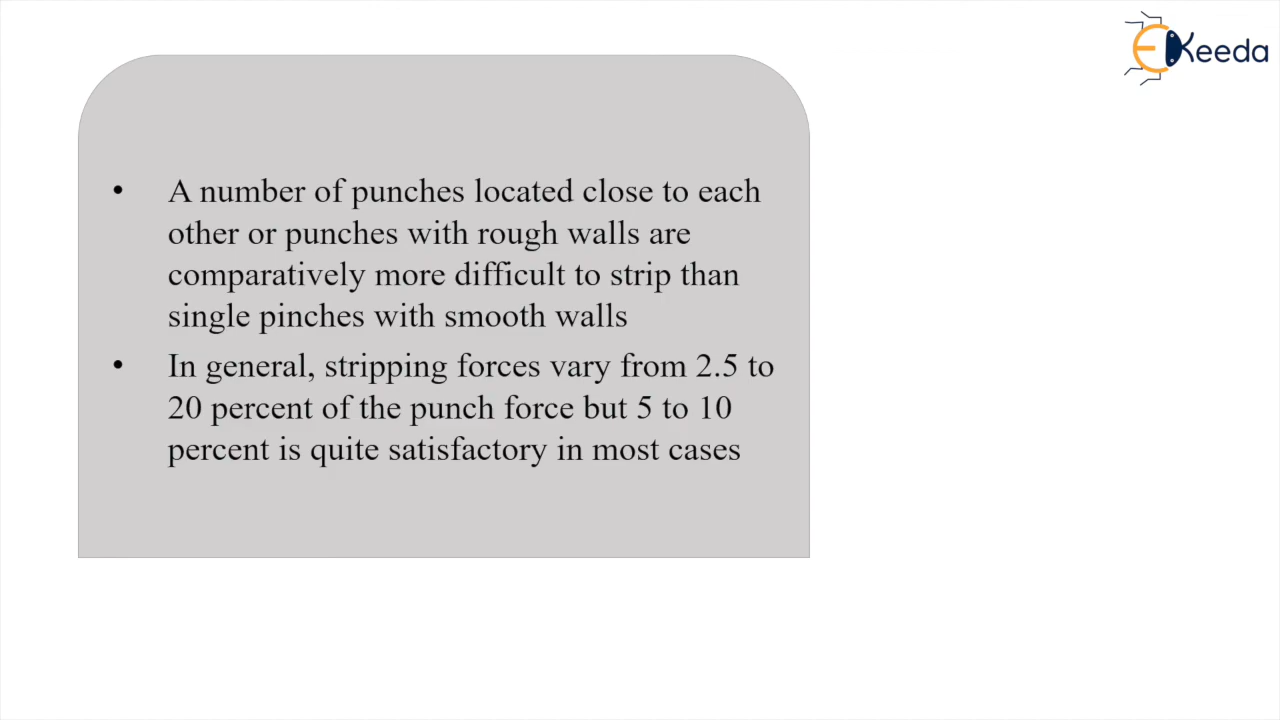 EKeeda
• A number of punches located close to each
other or punches with rough walls are
comparatively more difficult to strip than
single pinches with smooth walls
• In general, stripping forces vary from 2.5 to
20 percent of the punch force but 5 to 10
percent is quite satisfactory in most cases